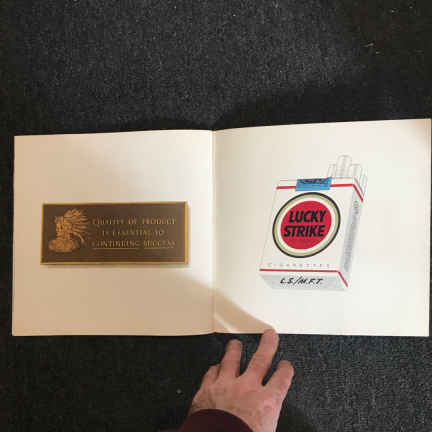 QUALITY OF PRODUCT
IS ESSENTIAL TO
CONTINUING SUCCESS
LUCKY
STRIKE
CIGARETTES
L.S./M.F.T.